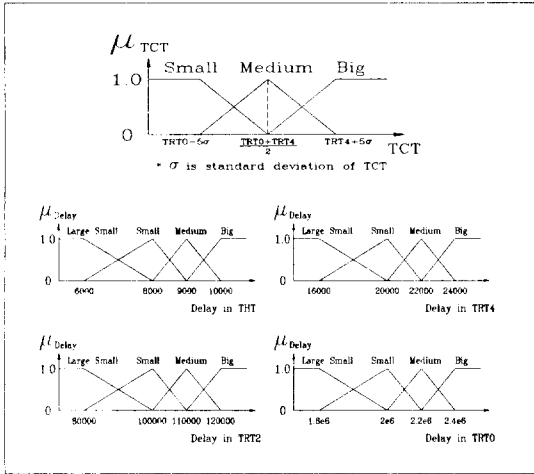 μ TCT
Small Medium Big
1.0
0
TRT0-5σ TRT0+TRT4 TRT4+5σ
2
TCT
* σ is standard deviation of TCT
μ Delay
Large Small Small Medium Big
1.0
0
6000 8000 9000 10000
Delay in THT
μ Delay
Large Small Small Medium Big
1.0
0
16000 20000 22000 24000
Delay in TRT4
μ Delay
Large Small Small Medium Big
1.0
0
80000 100000 110000 120000
Delay in TRT2
μ Delay
Large Small Small Medium Big
1.0
0
1.8e6 2e6 2.2e6 2.4e6
Delay in TRT0